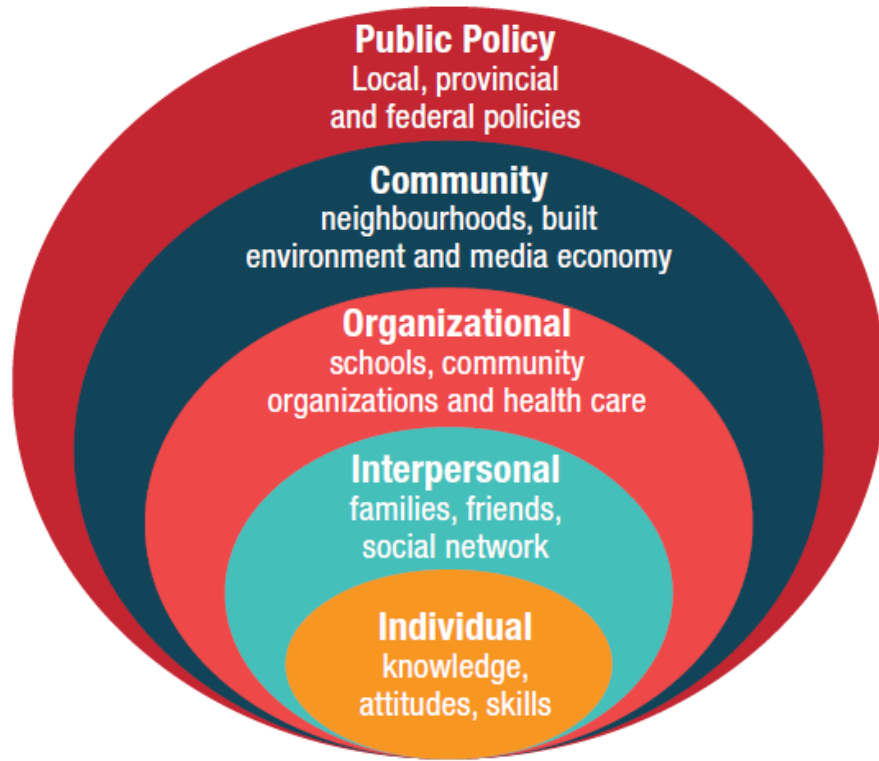 Public Policy
Local, provincial
and federal policies
Community
neighbourhoods, built
environment and media economy
Organizational
schools, community
organizations and health care
Interpersonal
families, friends,
social network
Individual
knowledge,
attitudes, skills